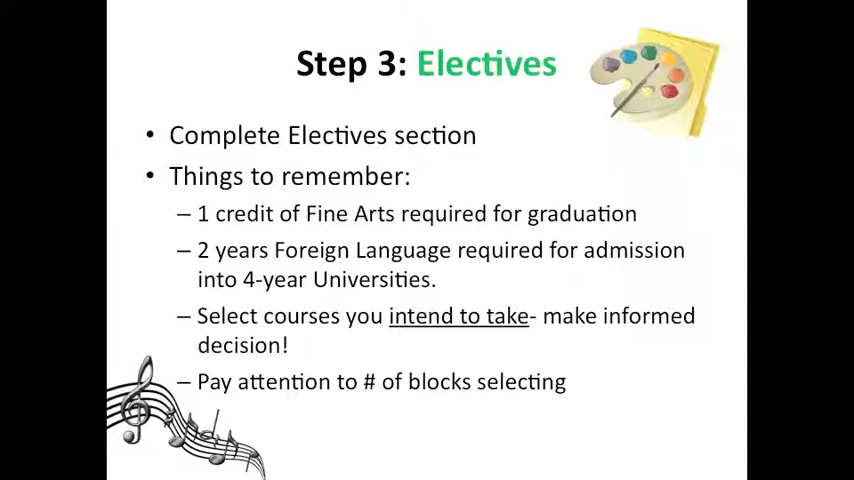 Step 3: Electives
• Complete Electives section
• Things to remember:
– 1 credit of Fine Arts required for graduation
– 2 years Foreign Language required for admission
into 4-year Universities.
– Select courses you intend to take- make informed
decision!
– Pay attention to # of blocks selecting